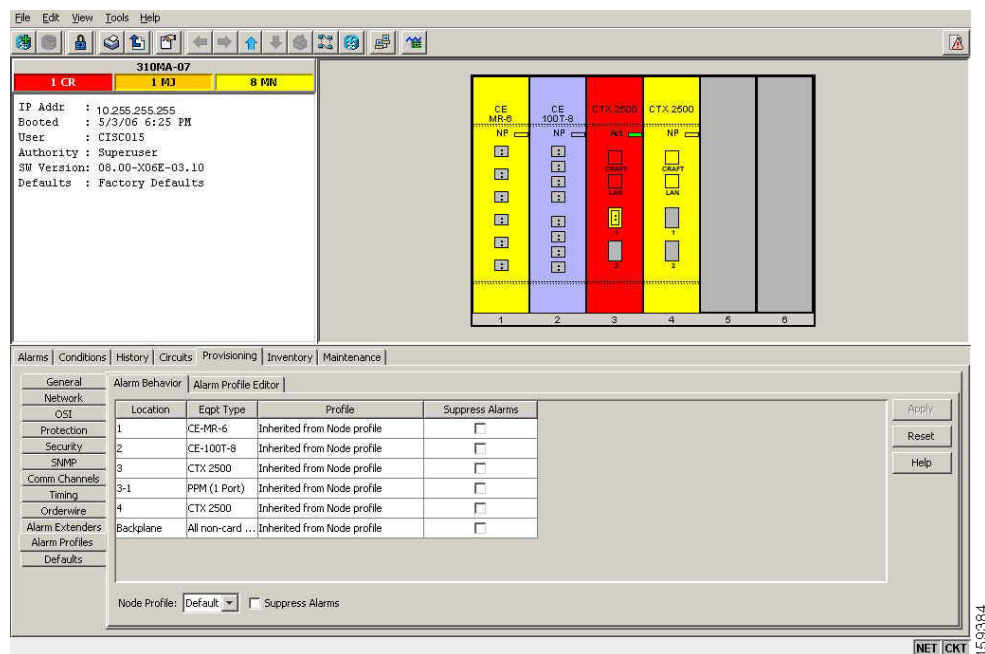 File Edit View Tools Help
310MA-07
1 CR 1 MJ 8 MN
IP Addr : 10.255.255.255
Booted : 5/3/06 6:25 PM
User : CISCO15
Authority : Superuser
SW Version: 08.00-X06E-03.10
Defaults : Factory Defaults
CE MR-6
CE 100T-8
CTX 2500
CTX 2500
NP NP Act NP
CRAFT CRAFT
LAN LAN
1 1
2 2
1 2 3 4 5 6
Alarms Conditions History Circuits Provisioning Inventory Maintenance
General
Network
OSI
Protection
Security
SNMP
Comm Channels
Timing
Orderwire
Alarm Extenders
Alarm Profiles
Defaults
Alarm Behavior Alarm Profile Editor
Location Eqpt Type Profile Suppress Alarms
1 CE-MR-6 Inherited from Node profile
2 CE-100T-8 Inherited from Node profile
3 CTX 2500 Inherited from Node profile
3-1 PPM (1 Port) Inherited from Node profile
4 CTX 2500 Inherited from Node profile
Backplane All non-card ... Inherited from Node profile
Apply
Reset
Help
Node Profile: Default Suppress Alarms
NET CKT
159384